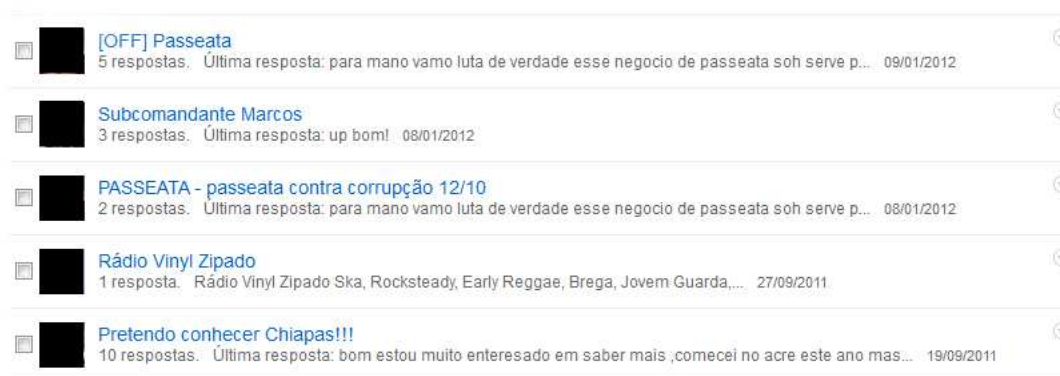 [OFF] Passeata
5 respostas. Última resposta: para mano vamo luta de verdade esse negocio de passeata soh serve p... 09/01/2012
Subcomandante Marcos
3 respostas. Última resposta: up bom! 08/01/2012
PASSEATA - passeata contra corrupção 12/10
2 respostas. Última resposta: para mano vamo luta de verdade esse negocio de passeata soh serve p... 08/01/2012
Rádio Vinyl Zipado
1 resposta. Rádio Vinyl Zipado Ska, Rocksteady, Early Reggae, Brega, Jovem Guarda,... 27/09/2011
Pretendo conhecer Chiapas!!!
10 respostas. Última resposta: bom estou muito enteresado em saber mais ,comecei no acre este ano mas... 19/09/2011